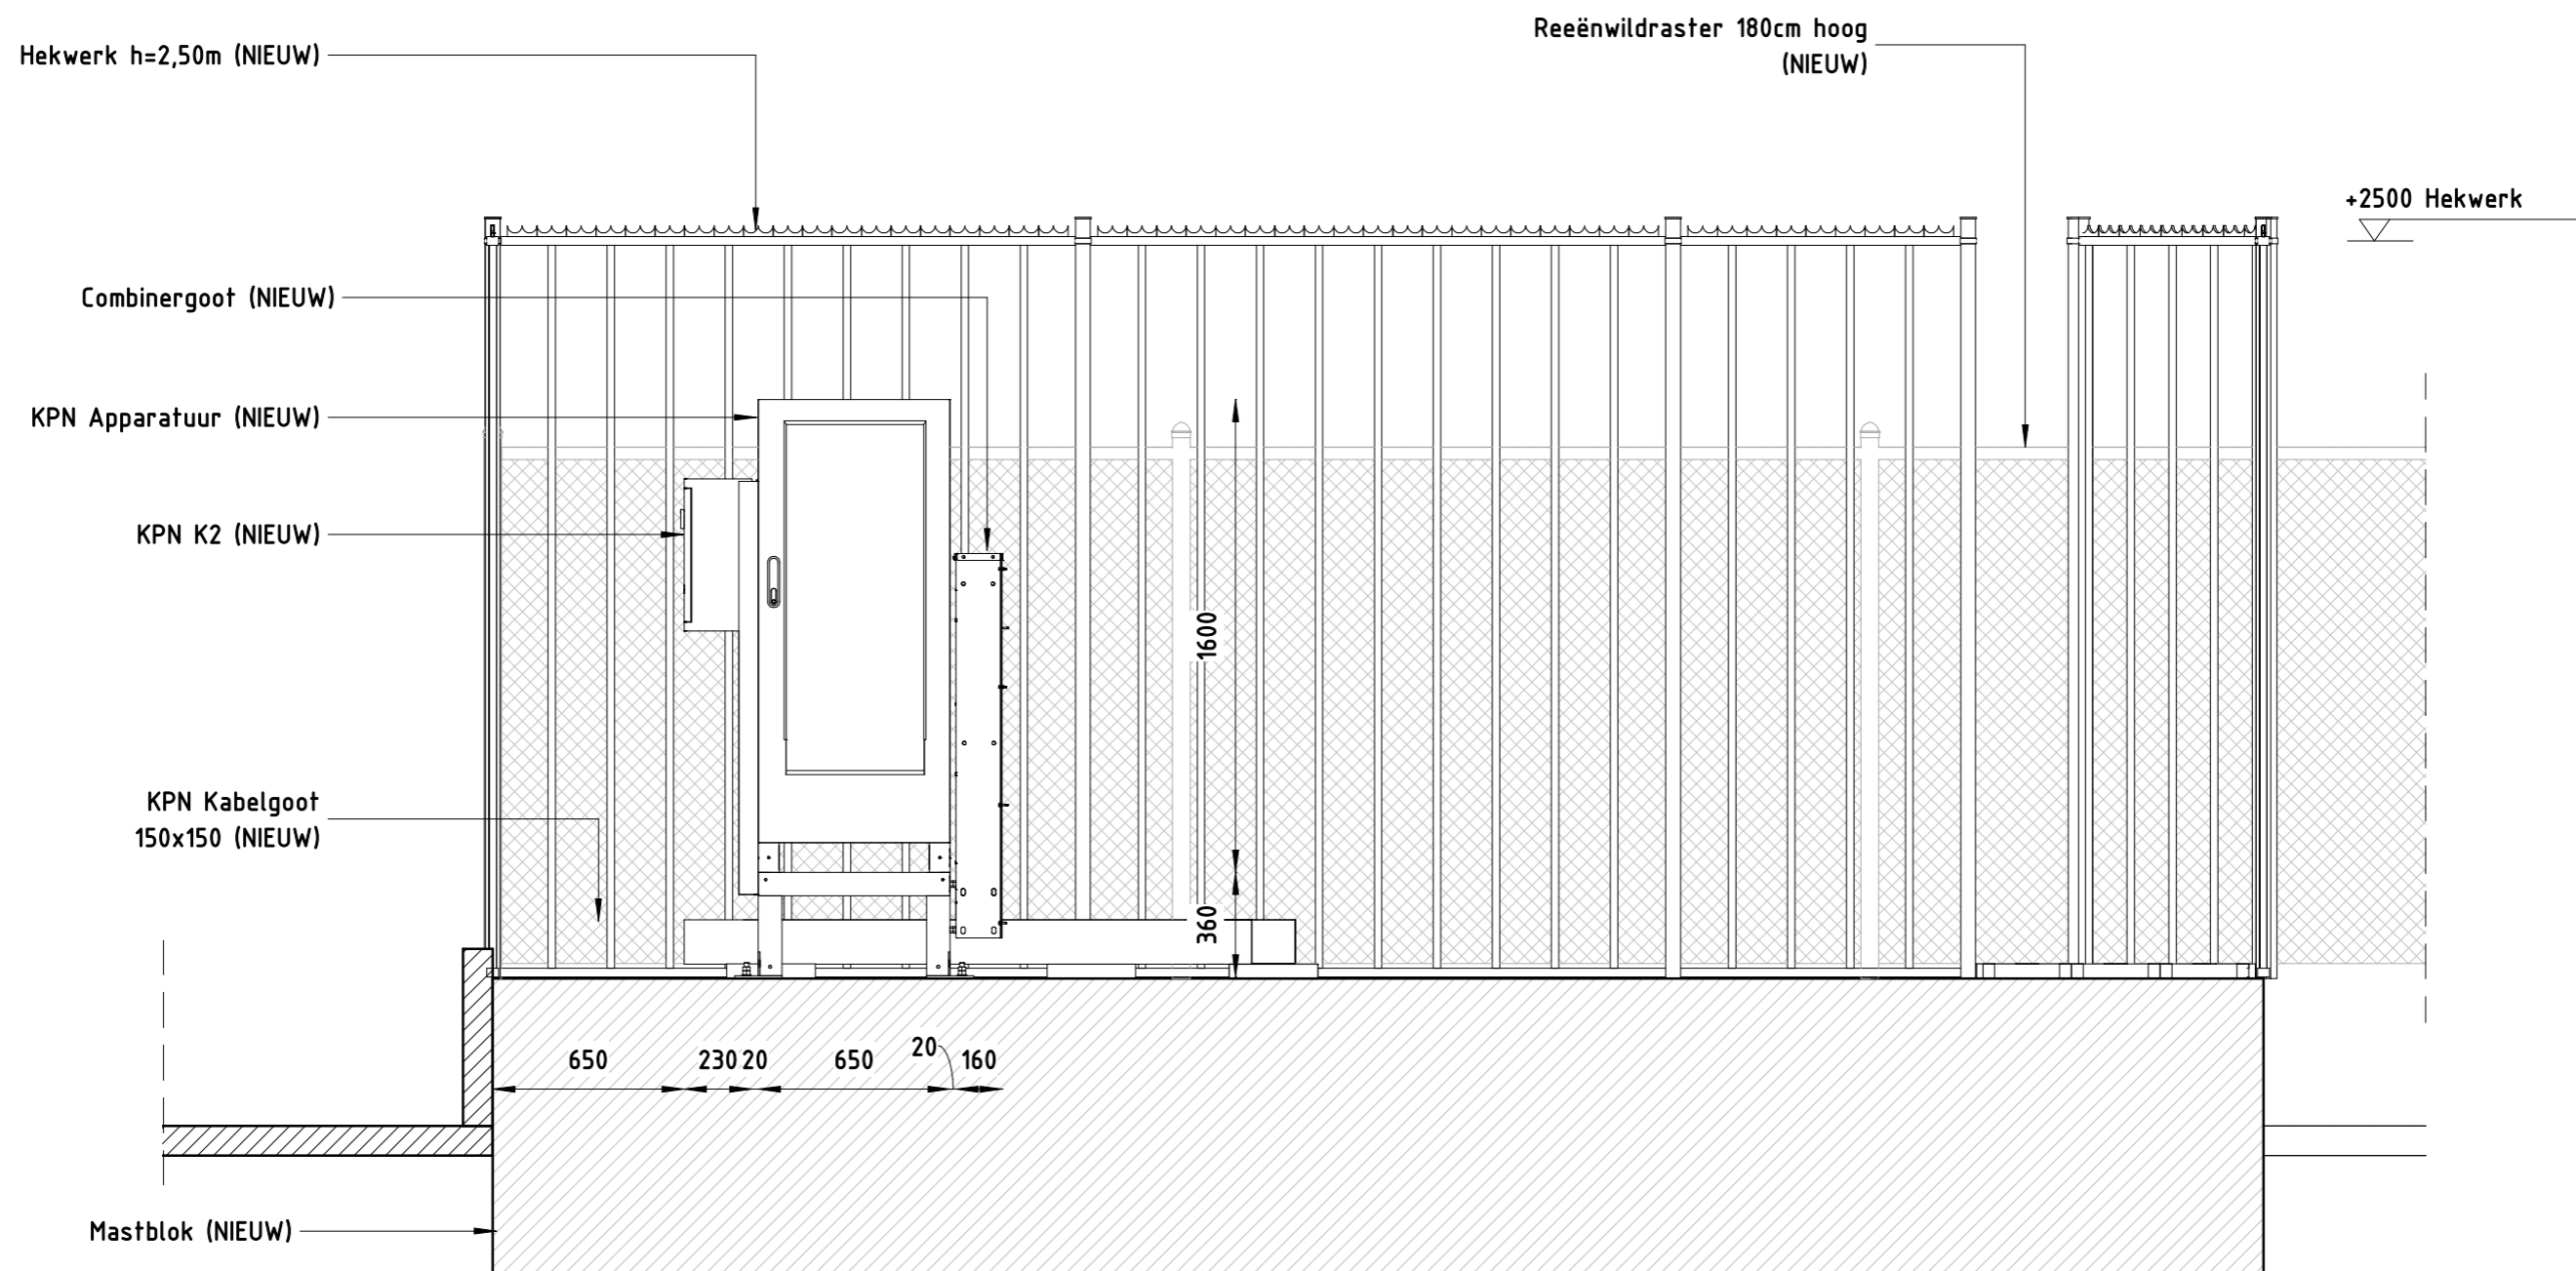 Reeënwildraster 180cm hoog
(NIEUW)
Hekwerk h=2,50m (NIEUW)
+2500 Hekwerk
Combinergoot (NIEUW)
KPN Apparatuur (NIEUW)
KPN K2 (NIEUW)
1600
KPN Kabelgoot
150x150 (NIEUW)
360
650
230
20
650
20
160
Mastblok (NIEUW)